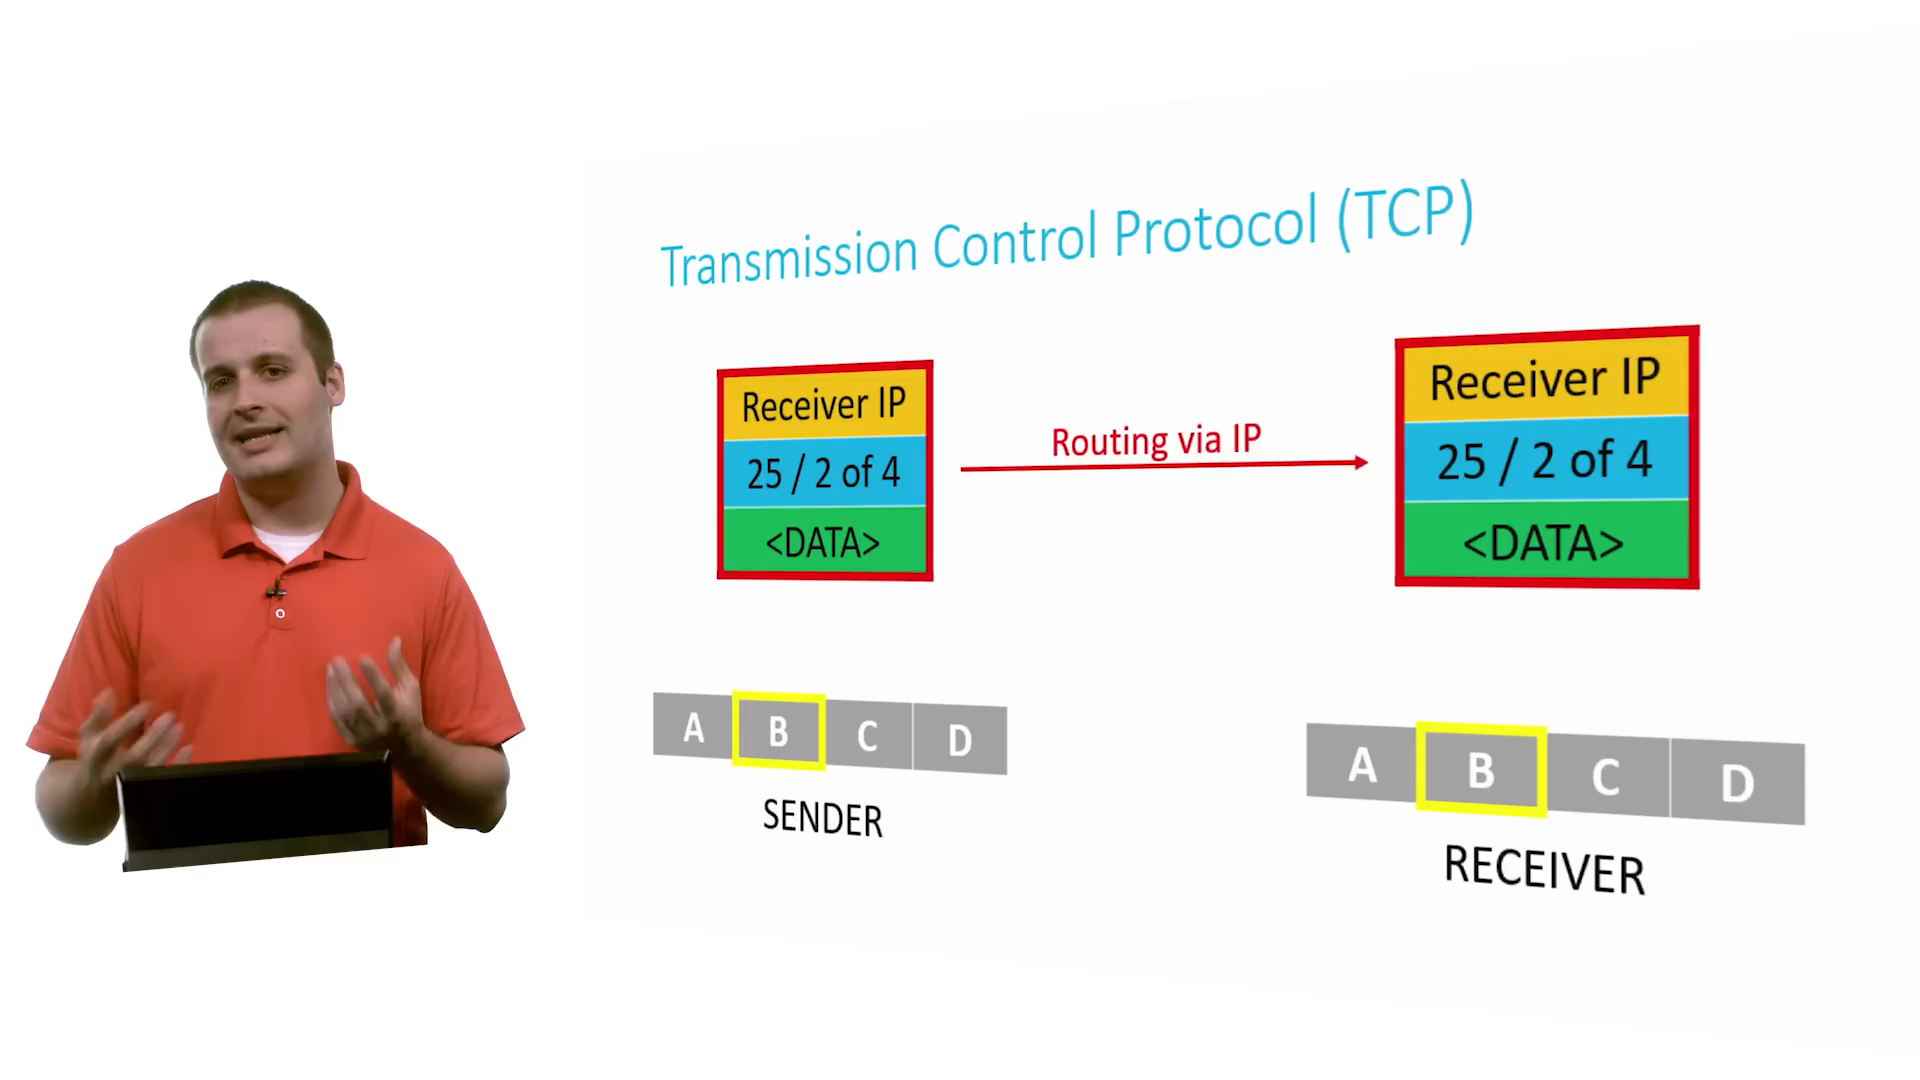 Transmission Control Protocol (TCP)
Receiver IP
25 / 2 of 4
<DATA>
Routing via IP
Receiver IP
25 / 2 of 4
<DATA>
A B C D
SENDER
A B C D
RECEIVER